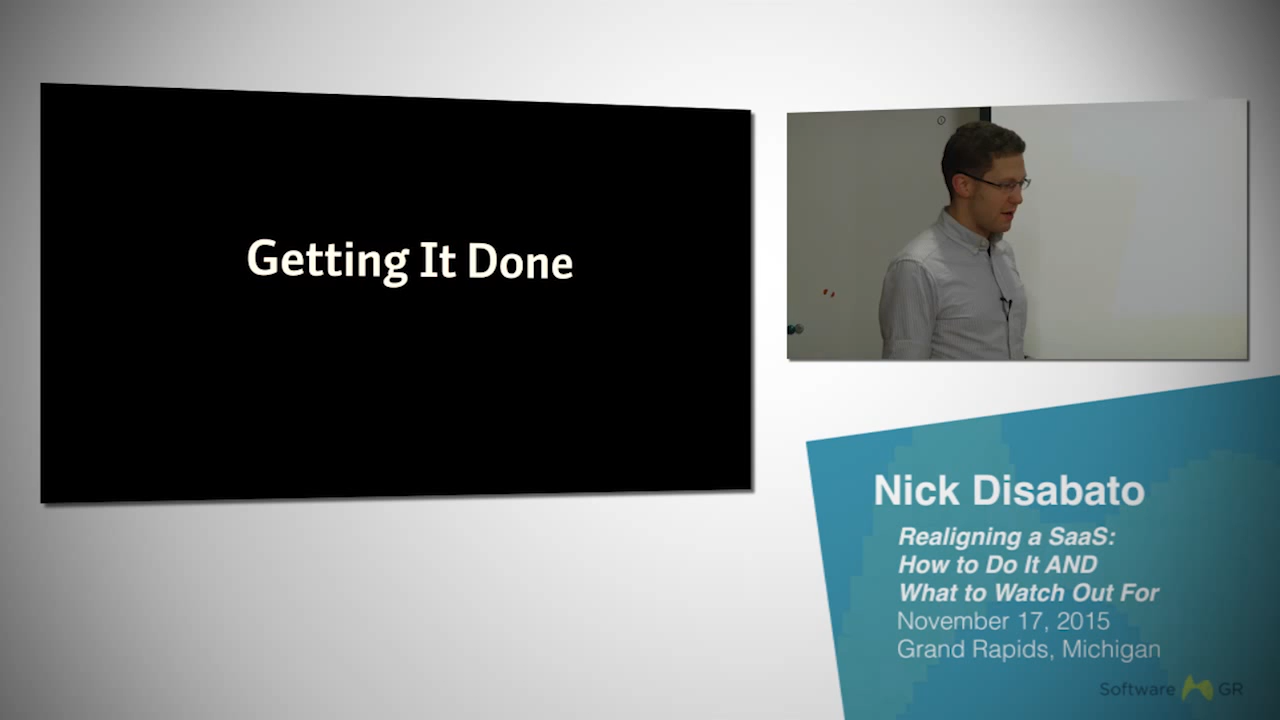 Getting It Done
Nick Disabato
Realigning a SaaS:
How to Do It AND
What to Watch Out For
November 17, 2015
Grand Rapids, Michigan
Software GR